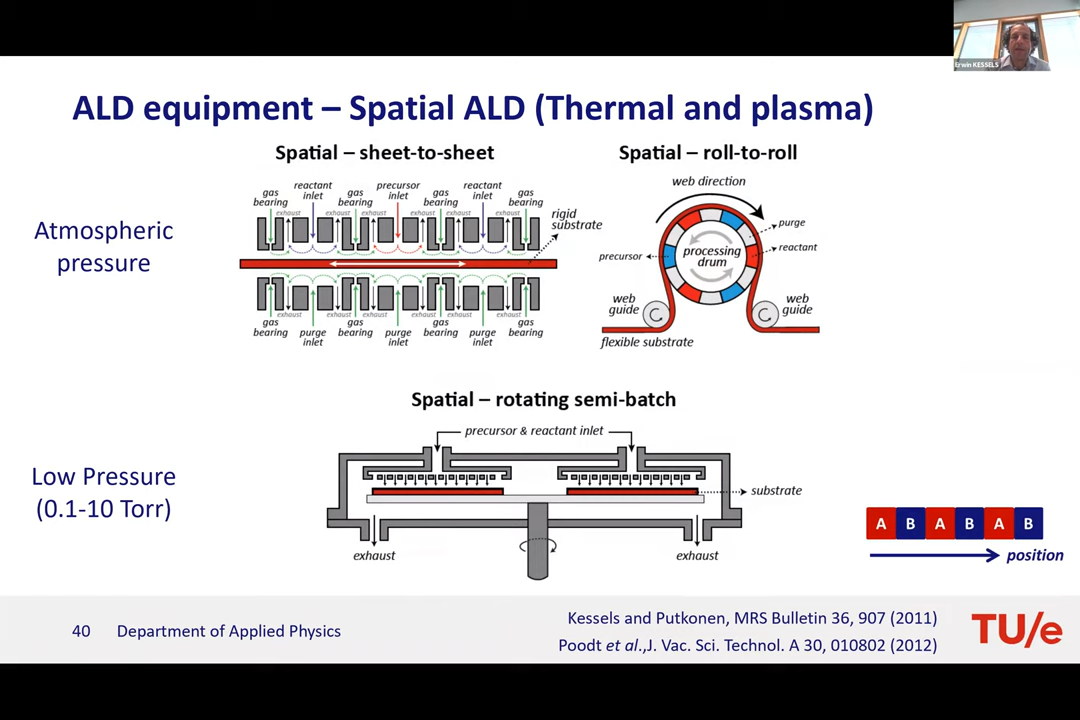 Erwin KESSELS
ALD equipment – Spatial ALD (Thermal and plasma)
Spatial – sheet-to-sheet
Spatial – roll-to-roll
Atmospheric
pressure
gas
bearing
reactant
inlet
gas
bearing
precursor
inlet
gas
bearing
reactant
inlet
gas
bearing
exhaust
exhaust
exhaust
exhaust
exhaust
exhaust
rigid
substrate
exhaust
exhaust
exhaust
exhaust
exhaust
exhaust
gas
bearing
purge
inlet
gas
bearing
purge
inlet
gas
bearing
purge
inlet
gas
bearing
web direction
purge
reactant
precursor
processing
drum
web
guide
web
guide
flexible substrate
Spatial – rotating semi-batch
Low Pressure
(0.1-10 Torr)
precursor & reactant inlet
substrate
exhaust
exhaust
A B A B A B
position
40 Department of Applied Physics
Kessels and Putkonen, MRS Bulletin 36, 907 (2011)
Poodt et al.,J. Vac. Sci. Technol. A 30, 010802 (2012)
TU/e